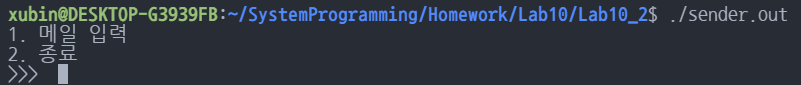 xubin@DESKTOP-G3939FB:~/SystemProgramming/Homework/Lab10/Lab10_2$ ./sender.out
1. 메일 입력
2. 종료
>>>